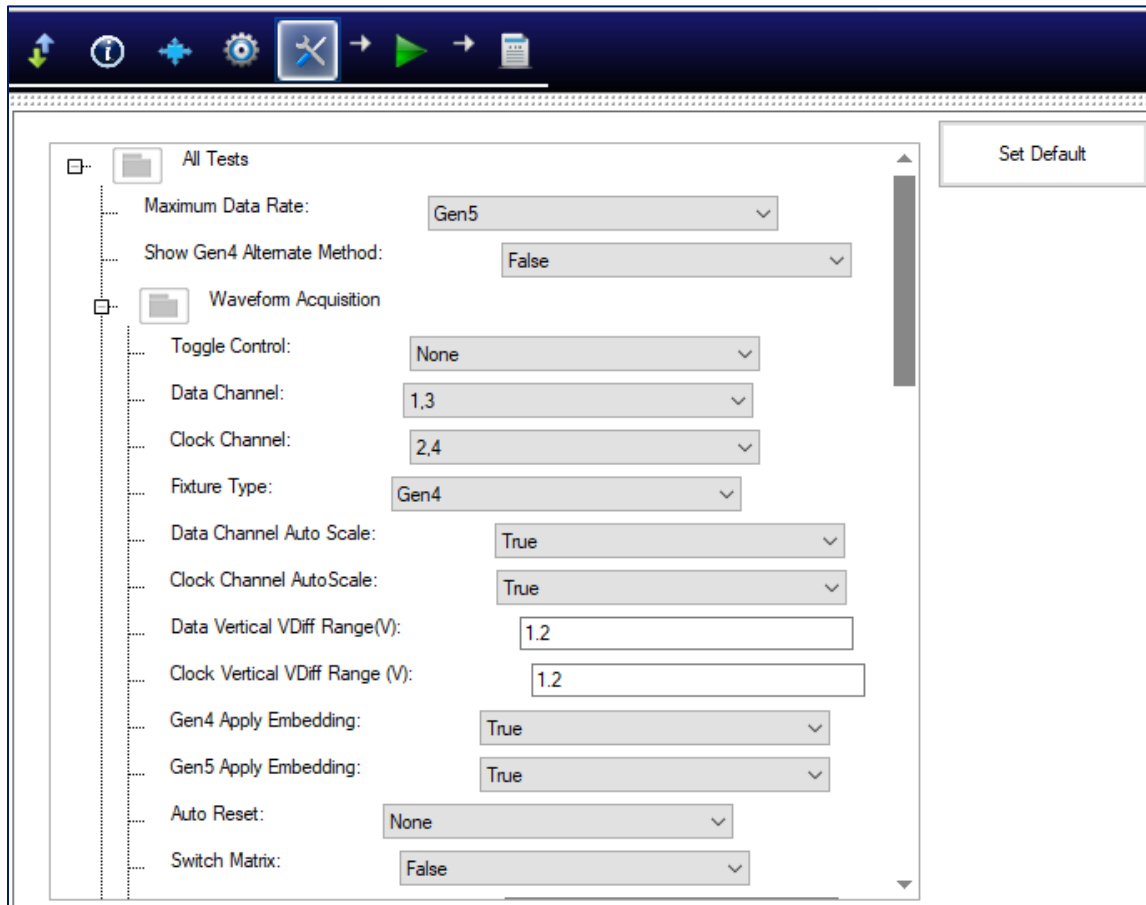 All Tests
Set Default
Maximum Data Rate: Gen5
Show Gen4 Alternate Method: False
Waveform Acquisition
Toggle Control: None
Data Channel: 1,3
Clock Channel: 2,4
Fixture Type: Gen4
Data Channel Auto Scale: True
Clock Channel AutoScale: True
Data Vertical VDiff Range(V): 1.2
Clock Vertical VDiff Range (V): 1.2
Gen4 Apply Embedding: True
Gen5 Apply Embedding: True
Auto Reset: None
Switch Matrix: False